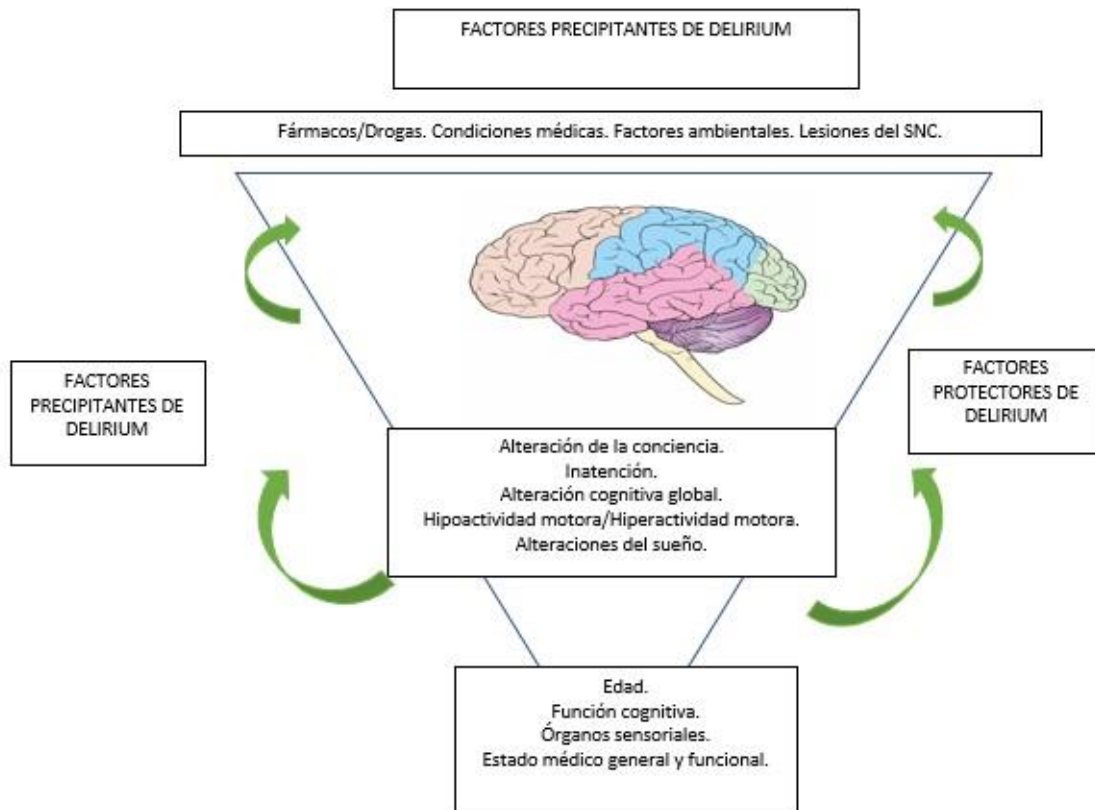 FACTORES PRECIPITANTES DE DELIRIUM
Fármacos/Drogas. Condiciones médicas. Factores ambientales. Lesiones del SNC.
FACTORES
PRECIPITANTES DE
DELIRIUM
FACTORES
PROTECTORES DE
DELIRIUM
Alteración de la conciencia.
Inatención.
Alteración cognitiva global.
Hipoactividad motora/Hiperactividad motora.
Alteraciones del sueño.
Edad.
Función cognitiva.
Órganos sensoriales.
Estado médico general y funcional.